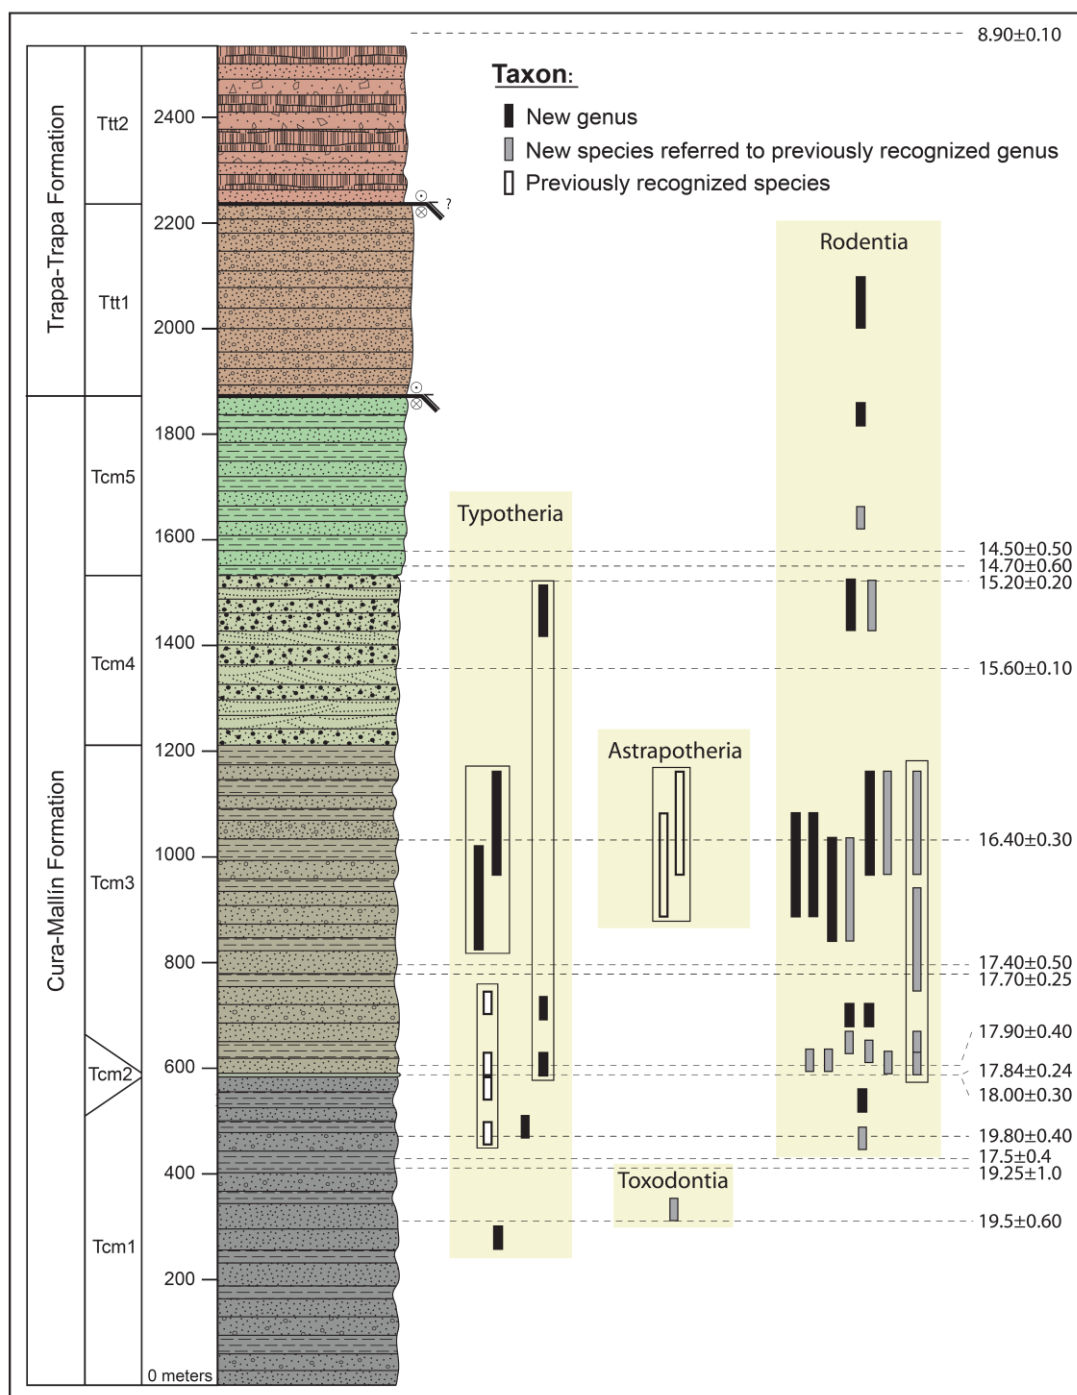 8.90±0.10
Taxon:
New genus
New species referred to previously recognized genus
Previously recognized species
Trapa-Trapa Formation
Ttt2
Ttt1
Cura-Mallín Formation
Tcm5
Tcm4
Tcm3
Tcm2
Tcm1
2400
2200
2000
1800
1600
1400
1200
1000
800
600
400
200
0 meters
?
Rodentia
Typotheria
Astrapotheria
Toxodontia
14.50±0.50
14.70±0.60
15.20±0.20
15.60±0.10
16.40±0.30
17.40±0.50
17.70±0.25
17.90±0.40
17.84±0.24
18.00±0.30
19.80±0.40
17.5±0.4
19.25±1.0
19.5±0.60